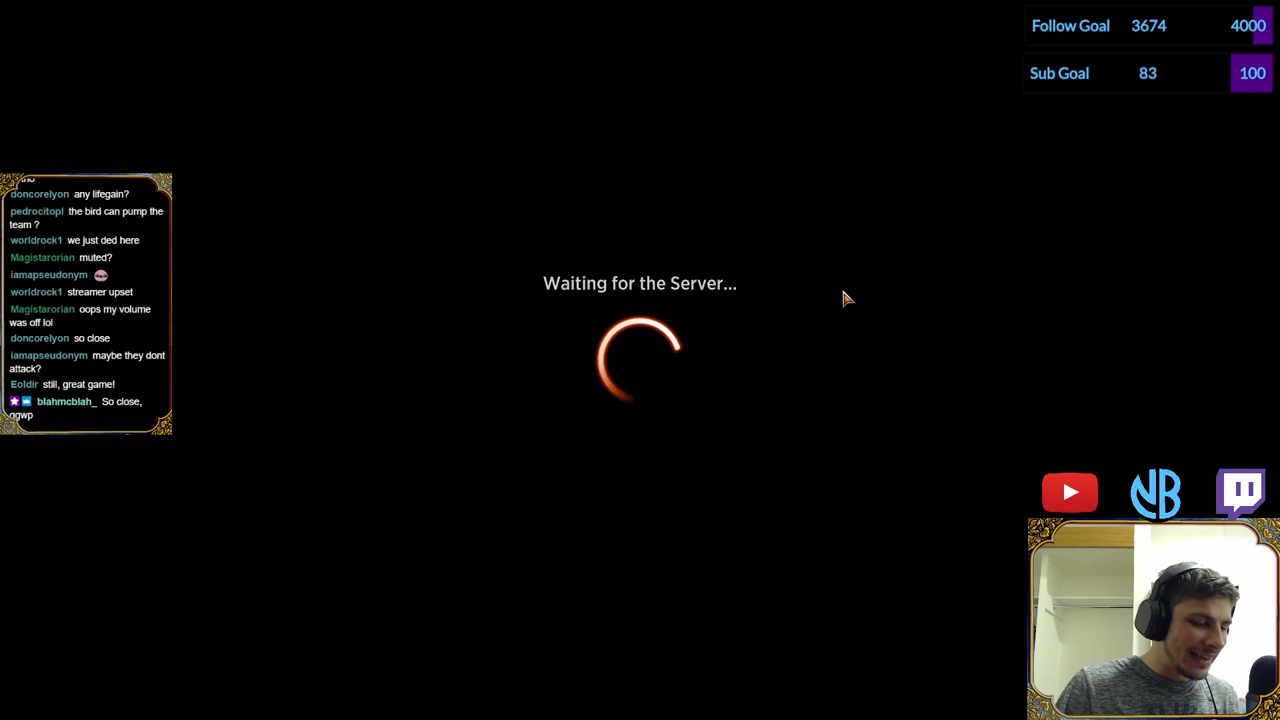 Follow Goal 3674 4000
Sub Goal 83 100
doncorelyon any lifegain?
pedrocitopl the bird can pump the
team ?
worldrock1 we just ded here
Magistarorian muted?
iamapseudonym
worldrock1 streamer upset
Magistarorian oops my volume
was off lol
doncorelyon so close
iamapseudonym maybe they dont
attack?
Eoldir still, great game!
blahmcblah_ So close,
ggwp
Waiting for the Server...
NB